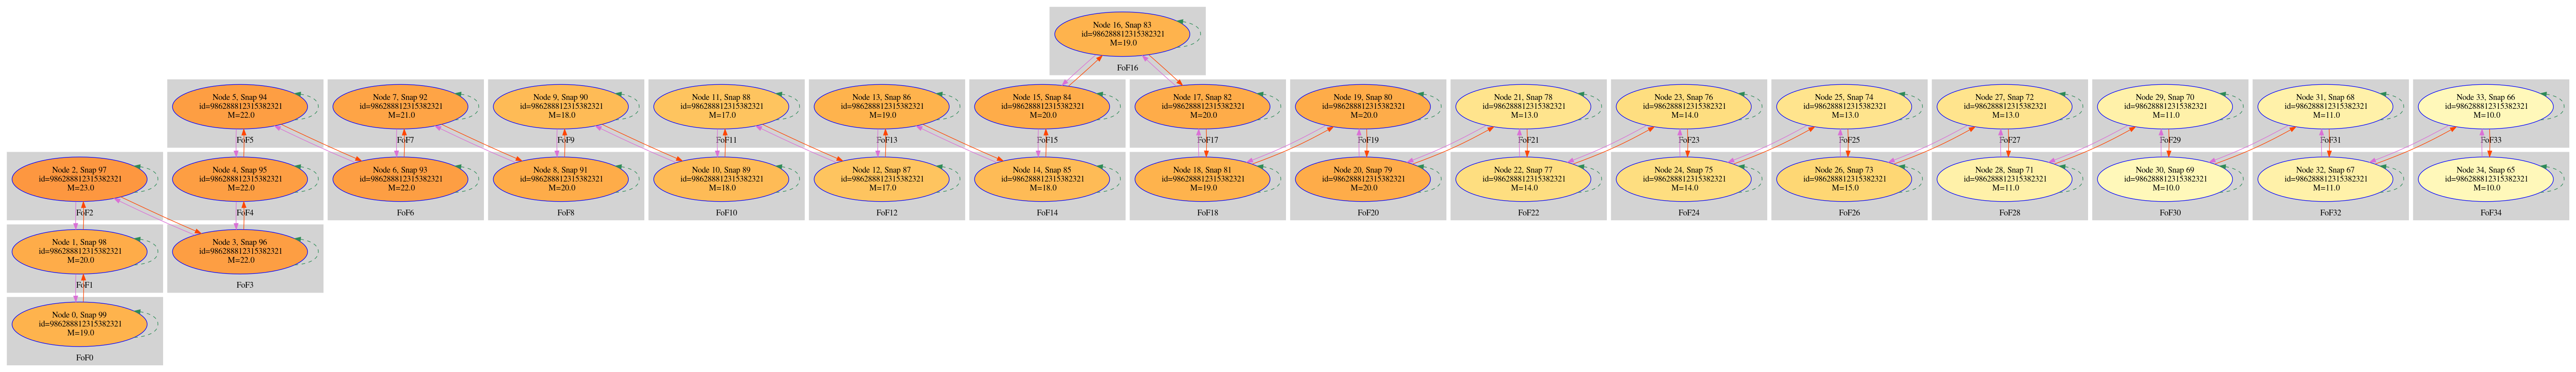 Node 16, Snap 83
id=986288812315382321
M=19.0
FoF16
Node 5, Snap 94
id=986288812315382321
M=22.0
FoF5
Node 7, Snap 92
id=986288812315382321
M=21.0
FoF7
Node 9, Snap 90
id=986288812315382321
M=18.0
FoF9
Node 11, Snap 88
id=986288812315382321
M=17.0
FoF11
Node 13, Snap 86
id=986288812315382321
M=19.0
FoF13
Node 15, Snap 84
id=986288812315382321
M=20.0
FoF15
Node 17, Snap 82
id=986288812315382321
M=20.0
FoF17
Node 19, Snap 80
id=986288812315382321
M=20.0
FoF19
Node 21, Snap 78
id=986288812315382321
M=13.0
FoF21
Node 23, Snap 76
id=986288812315382321
M=14.0
FoF23
Node 25, Snap 74
id=986288812315382321
M=13.0
FoF25
Node 27, Snap 72
id=986288812315382321
M=13.0
FoF27
Node 29, Snap 70
id=986288812315382321
M=11.0
FoF29
Node 31, Snap 68
id=986288812315382321
M=11.0
FoF31
Node 33, Snap 66
id=986288812315382321
M=10.0
FoF33
Node 2, Snap 97
id=986288812315382321
M=23.0
FoF2
Node 4, Snap 95
id=986288812315382321
M=22.0
FoF4
Node 6, Snap 93
id=986288812315382321
M=22.0
FoF6
Node 8, Snap 91
id=986288812315382321
M=20.0
FoF8
Node 10, Snap 89
id=986288812315382321
M=18.0
FoF10
Node 12, Snap 87
id=986288812315382321
M=17.0
FoF12
Node 14, Snap 85
id=986288812315382321
M=18.0
FoF14
Node 18, Snap 81
id=986288812315382321
M=19.0
FoF18
Node 20, Snap 79
id=986288812315382321
M=20.0
FoF20
Node 22, Snap 77
id=986288812315382321
M=14.0
FoF22
Node 24, Snap 75
id=986288812315382321
M=14.0
FoF24
Node 26, Snap 73
id=986288812315382321
M=15.0
FoF26
Node 28, Snap 71
id=986288812315382321
M=11.0
FoF28
Node 30, Snap 69
id=986288812315382321
M=10.0
FoF30
Node 32, Snap 67
id=986288812315382321
M=11.0
FoF32
Node 34, Snap 65
id=986288812315382321
M=10.0
FoF34
Node 1, Snap 98
id=986288812315382321
M=20.0
FoF1
Node 3, Snap 96
id=986288812315382321
M=22.0
FoF3
Node 0, Snap 99
id=986288812315382321
M=19.0
FoF0